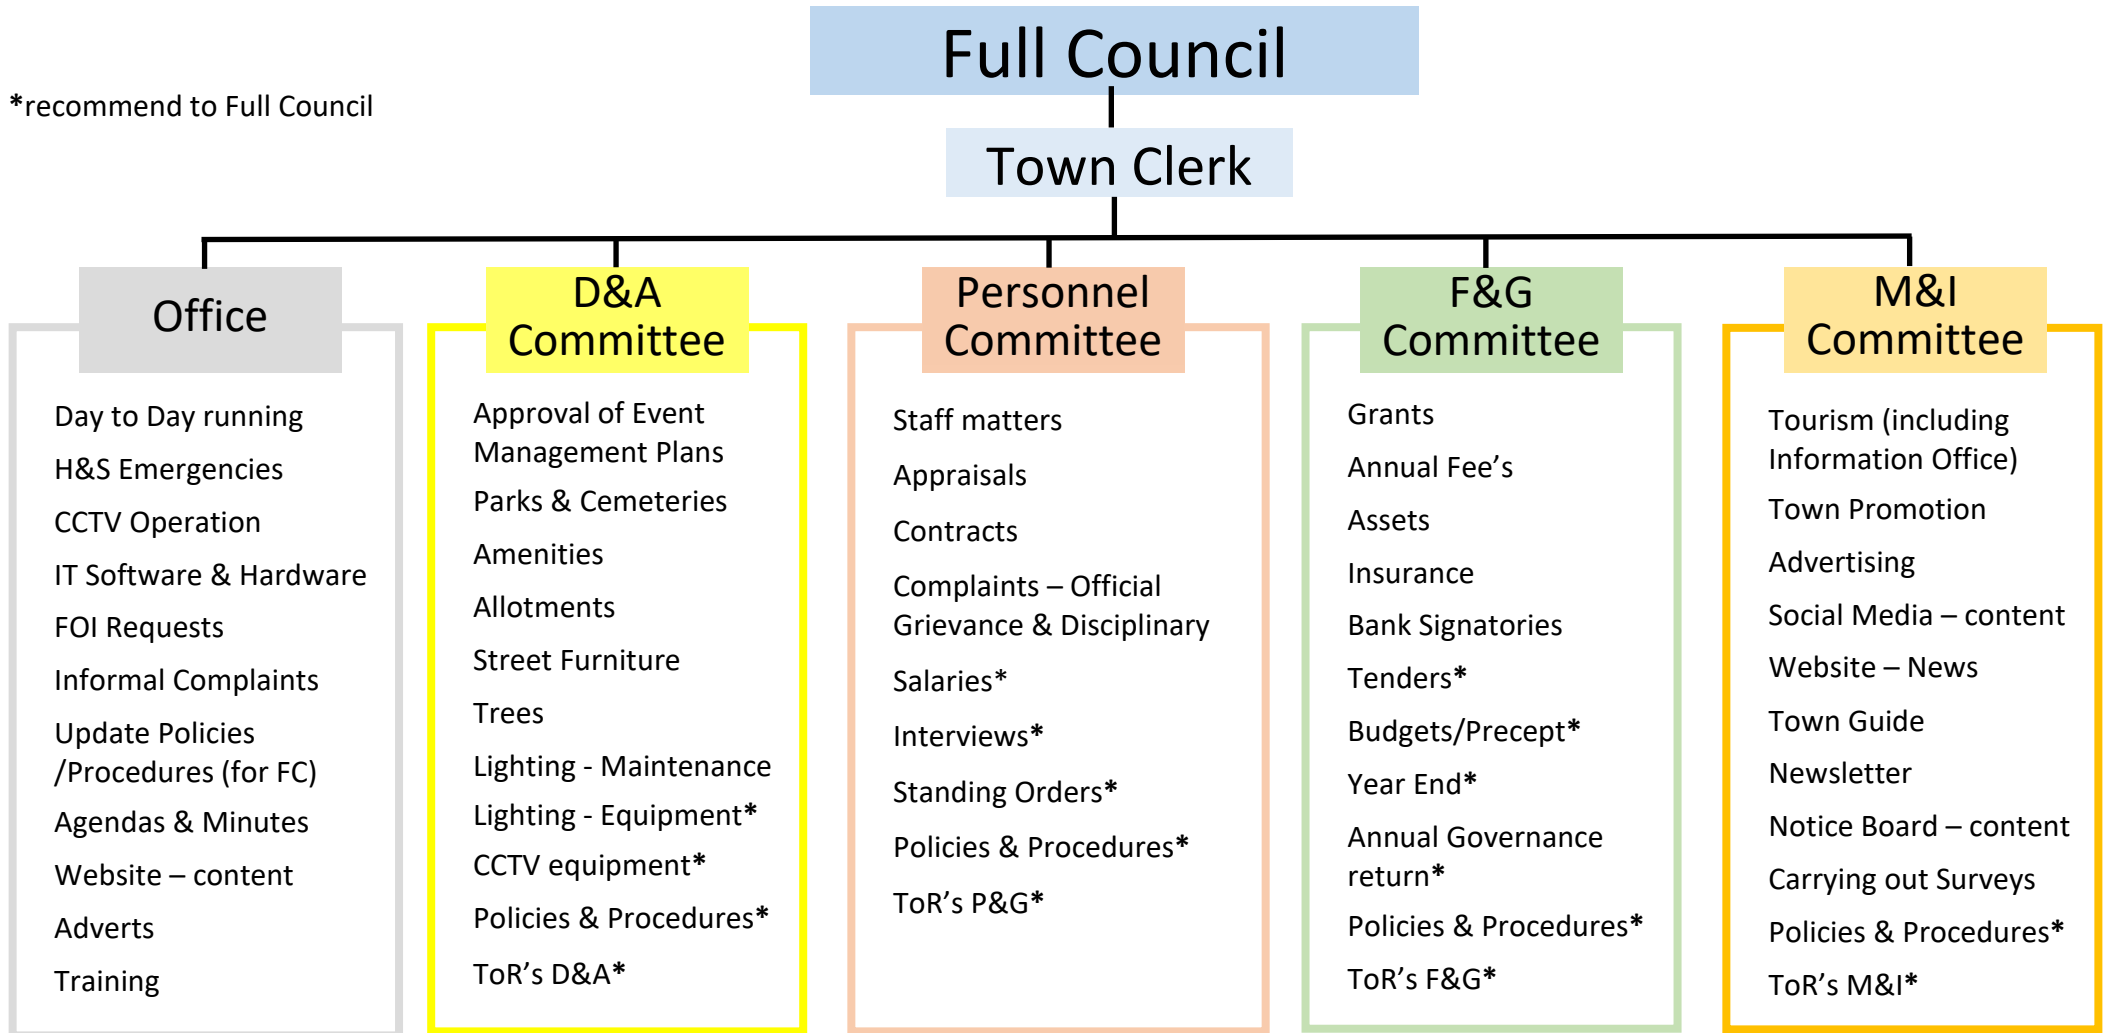 Full Council
*recommend to Full Council
Town Clerk
Office
Day to Day running
H&S Emergencies
CCTV Operation
IT Software & Hardware
FOI Requests
Informal Complaints
Update Policies
/Procedures (for FC)
Agendas & Minutes
Website – content
Adverts
Training
D&A
Committee
Approval of Event
Management Plans
Parks & Cemeteries
Amenities
Allotments
Street Furniture
Trees
Lighting - Maintenance
Lighting - Equipment*
CCTV equipment*
Policies & Procedures*
ToR’s D&A*
Personnel
Committee
Staff matters
Appraisals
Contracts
Complaints – Official
Grievance & Disciplinary
Salaries*
Interviews*
Standing Orders*
Policies & Procedures*
ToR’s P&G*
F&G
Committee
Grants
Annual Fee’s
Assets
Insurance
Bank Signatories
Tenders*
Budgets/Precept*
Year End*
Annual Governance
return*
Policies & Procedures*
ToR’s F&G*
M&I
Committee
Tourism (including
Information Office)
Town Promotion
Advertising
Social Media – content
Website – News
Town Guide
Newsletter
Notice Board – content
Carrying out Surveys
Policies & Procedures*
ToR’s M&I*